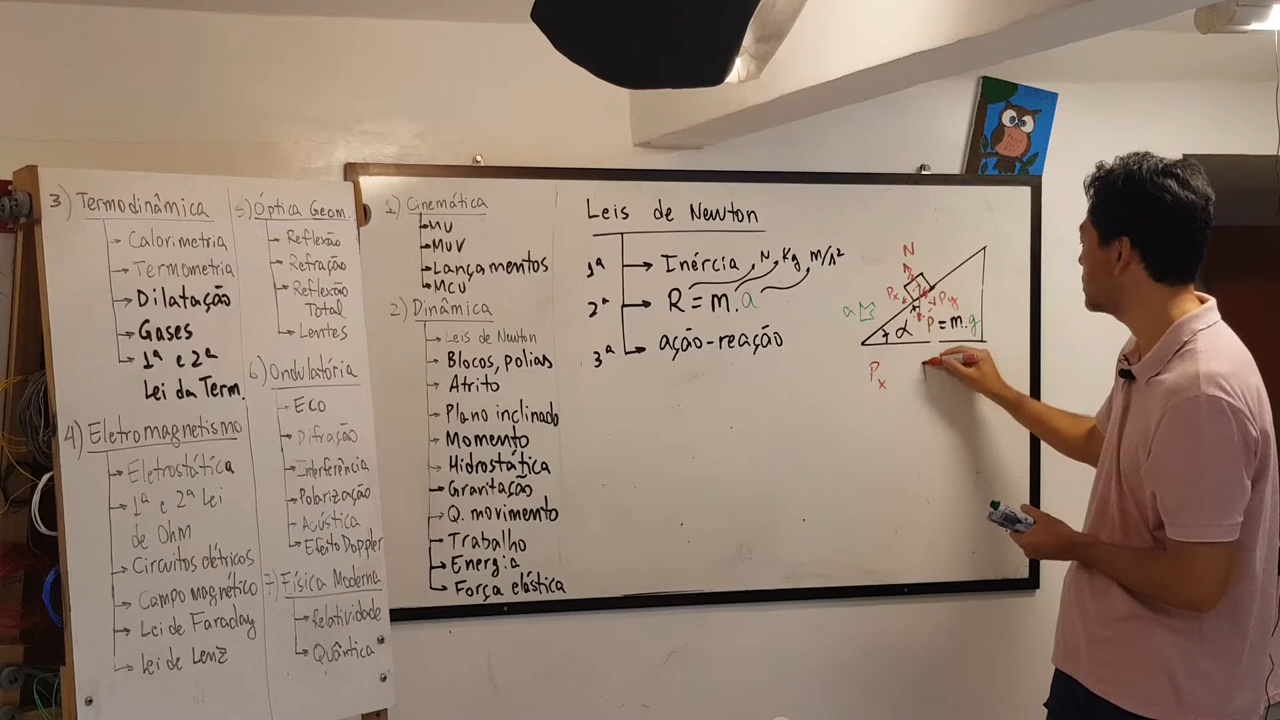 3) Termodinâmica
Calorimetria
Termometria
Dilatação
Gases
1ª e 2ª
Lei da Term.
4) Eletromagnetismo
Eletrostática
1ª e 2ª Lei
de Ohm
Circuitos elétricos
Campo magnético
Lei de Faraday
Lei de Lenz
5) Óptica Geom.
Reflexão
Refração
Reflexão
Total
Lentes
6) Ondulatória
Eco
Difração
Interferência
Polarização
Acústica
Efeito Doppler
7) Física Moderna
Relatividade
Quântica
1) Cinemática
MU
MUV
Lançamentos
MCU
2) Dinâmica
Leis de Newton
Blocos, polias
Atrito
Plano inclinado
Momento
Hidrostática
Gravitação
Q. movimento
Trabalho
Energia
Força elástica
Leis de Newton
1ª Inércia
N Kg m/s²
2ª R = m.a
3ª ação-reação
N
Px
Py
a
α
P = m.g
Px